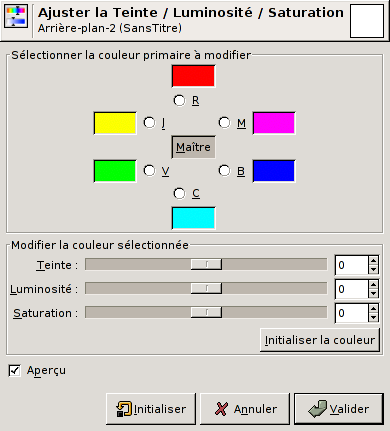 Ajuster la Teinte / Luminosité / Saturation
Arrière-plan-2 (SansTitre)
Sélectionner la couleur primaire à modifier
R
J M
Maître
V B
C
Modifier la couleur sélectionnée
Teinte : 0
Luminosité : 0
Saturation : 0
Initialiser la couleur
Aperçu
Initialiser Annuler Valider